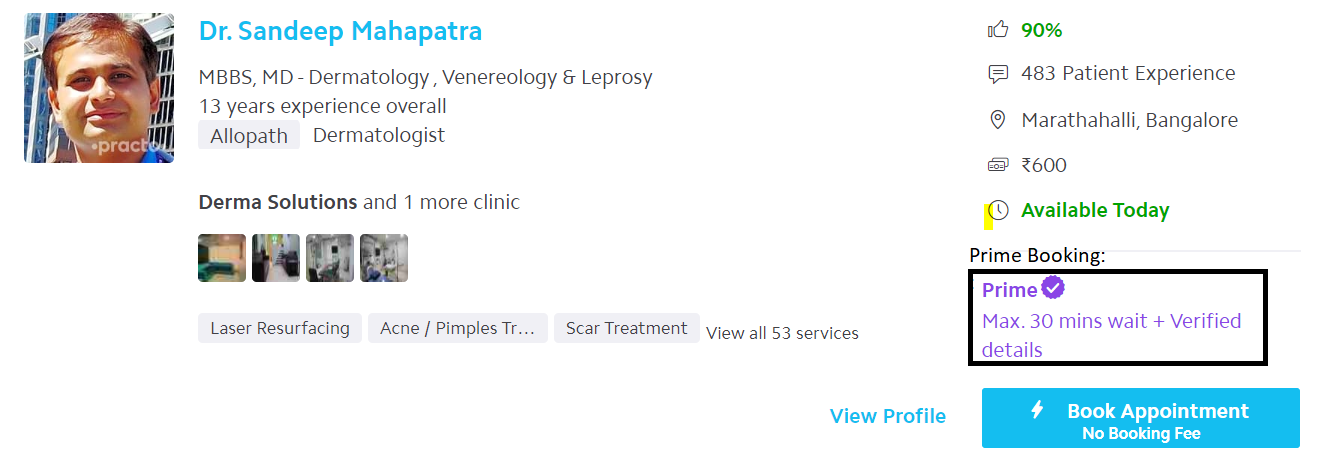 Dr. Sandeep Mahapatra
MBBS, MD - Dermatology , Venereology & Leprosy
13 years experience overall
Allopath Dermatologist
•practo
Derma Solutions and 1 more clinic
Laser Resurfacing Acne / Pimples Tr... Scar Treatment View all 53 services
View Profile
90%
483 Patient Experience
Marathahalli, Bangalore
₹600
Available Today
Prime Booking:
Prime
Max. 30 mins wait + Verified
details
Book Appointment
No Booking Fee